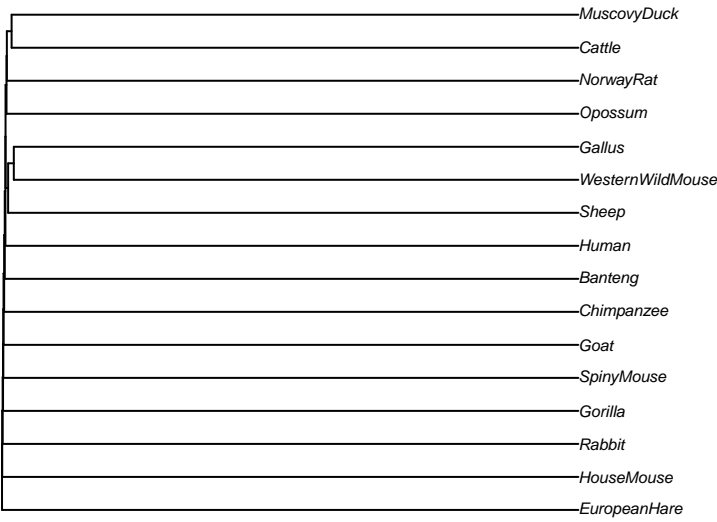 MuscovyDuck
Cattle
NorwayRat
Opossum
Gallus
WesternWildMouse
Sheep
Human
Banteng
Chimpanzee
Goat
SpinyMouse
Gorilla
Rabbit
HouseMouse
EuropeanHare